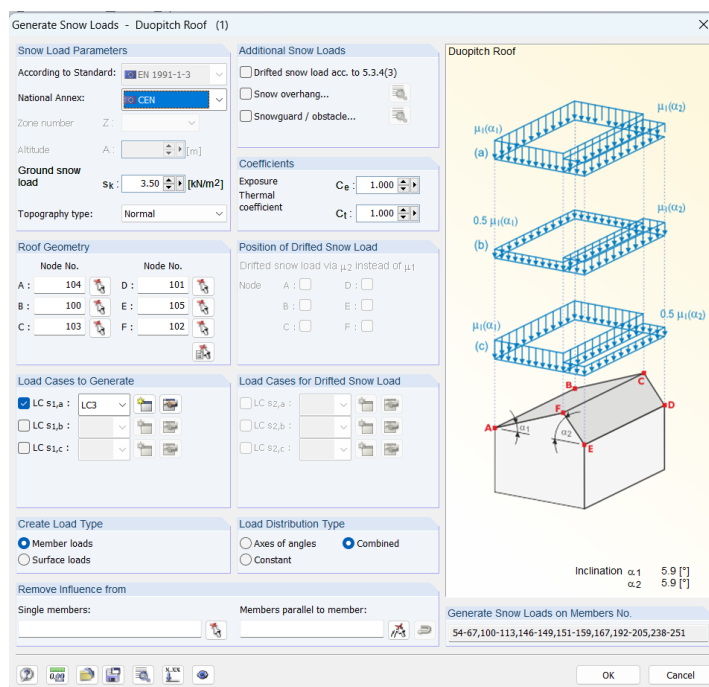 Generate Snow Loads - Duopitch Roof (1)
Snow Load Parameters
According to Standard: EN 1991-1-3
National Annex: CEN
Zone number Z :
Altitude A : [m]
Ground snow load sk : 3.50 [kN/m2]
Topography type: Normal
Additional Snow Loads
Drifted snow load acc. to 5.3.4(3)
Snow overhang...
Snowguard / obstacle...
Coefficients
Exposure Ce : 1.000
Thermal coefficient Ct : 1.000
Roof Geometry
Node No. Node No.
A : 104 D : 101
B : 100 E : 105
C : 103 F : 102
Position of Drifted Snow Load
Drifted snow load via μ2 instead of μ1
Node A : D :
B : E :
C : F :
Load Cases to Generate
LC s1,a : LC3
LC s1,b :
LC s1,c :
Load Cases for Drifted Snow Load
LC s2,a :
LC s2,b :
LC s2,c :
Create Load Type
Member loads
Surface loads
Load Distribution Type
Axes of angles Combined
Constant
Remove Influence from
Single members: Members parallel to member:
Duopitch Roof
μ1(α2)
μ1(α1)
(a)
μ1(α2)
0.5 μ1(α1)
(b)
0.5 μ1(α2)
μ1(α1)
(c)
B C
F D
A α1 α2 E
Inclination α1 5.9 [°]
α2 5.9 [°]
Generate Snow Loads on Members No.
54-67,100-113,146-149,151-159,167,192-205,238-251
0,00 X.XX
OK Cancel